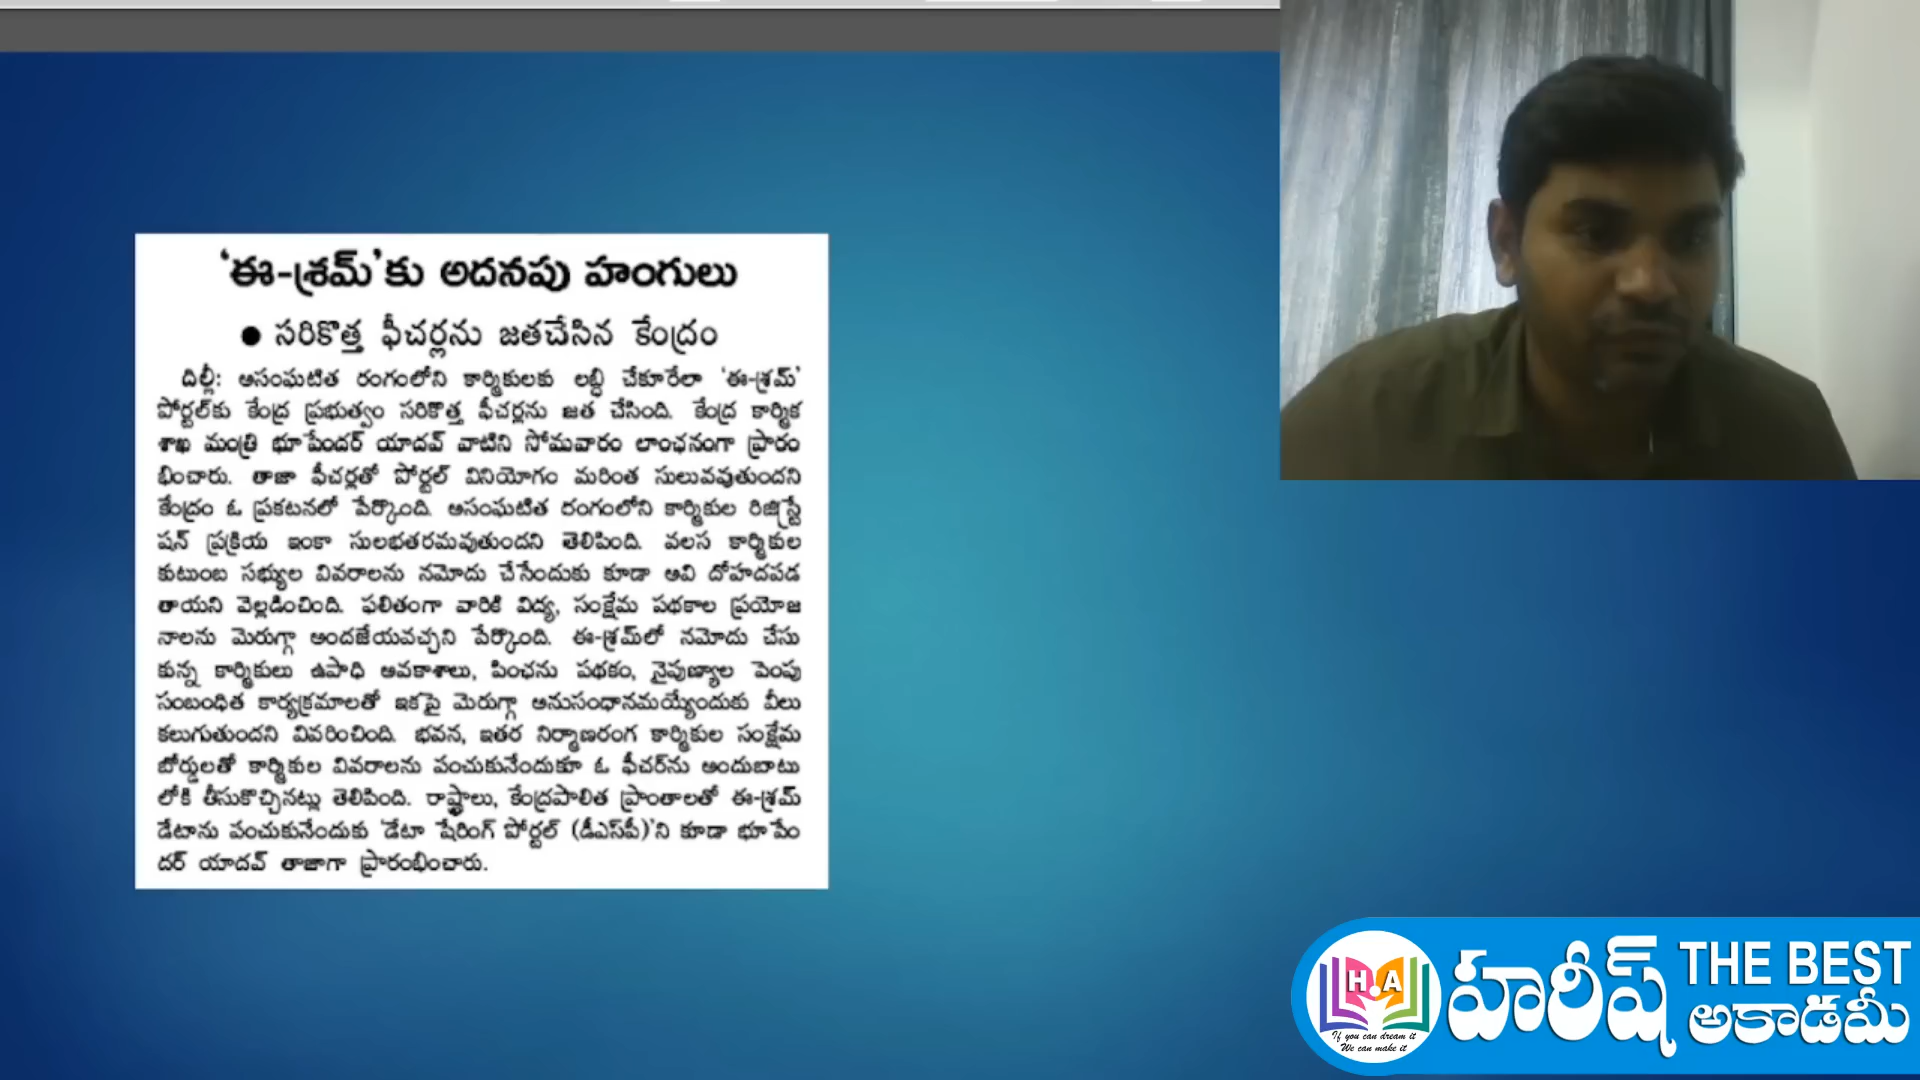 ‘ఈ-శ్రమ్’కు అదనపు హంగులు
● సరికొత్త ఫీచర్లను జతచేసిన కేంద్రం
దిల్లీ: అసంఘటిత రంగంలోని కార్మికులకు లబ్ధి చేకూరేలా ‘ఈ-శ్రమ్’
పోర్టల్‌కు కేంద్ర ప్రభుత్వం సరికొత్త ఫీచర్లను జత చేసింది. కేంద్ర కార్మిక
శాఖ మంత్రి భూపేందర్ యాదవ్ వాటిని సోమవారం లాంఛనంగా ప్రారం
భించారు. తాజా ఫీచర్లతో పోర్టల్ వినియోగం మరింత సులువవుతుందని
కేంద్రం ఓ ప్రకటనలో పేర్కొంది. అసంఘటిత రంగంలోని కార్మికుల రిజిస్ట్రే
షన్ ప్రక్రియ ఇంకా సులభతరమవుతుందని తెలిపింది. వలస కార్మికుల
కుటుంబ సభ్యుల వివరాలను నమోదు చేసేందుకు కూడా అవి దోహదపడ
తాయని వెల్లడించింది. ఫలితంగా వారికి విద్య, సంక్షేమ పథకాల ప్రయోజ
నాలను మెరుగ్గా అందజేయవచ్చని పేర్కొంది. ఈ-శ్రమ్‌లో నమోదు చేసు
కున్న కార్మికులు ఉపాధి అవకాశాలు, పింఛను పథకం, నైపుణ్యాల పెంపు
సంబంధిత కార్యక్రమాలతో ఇకపై మెరుగ్గా అనుసంధానమయ్యేందుకు వీలు
కలుగుతుందని వివరించింది. భవన, ఇతర నిర్మాణరంగ కార్మికుల సంక్షేమ
బోర్డులతో కార్మికుల వివరాలను పంచుకునేందుకూ ఓ ఫీచర్‌ను అందుబాటు
లోకి తీసుకొచ్చినట్లు తెలిపింది. రాష్ట్రాలు, కేంద్రపాలిత ప్రాంతాలతో ఈ-శ్రమ్
డేటాను పంచుకునేందుకు ‘డేటా షేరింగ్ పోర్టల్ (డీఎస్‌పీ)’ని కూడా భూపేం
దర్ యాదవ్ తాజాగా ప్రారంభించారు.
H.A
If you can dream it
We can make it
హరీష్
THE BEST
అకాడమీ